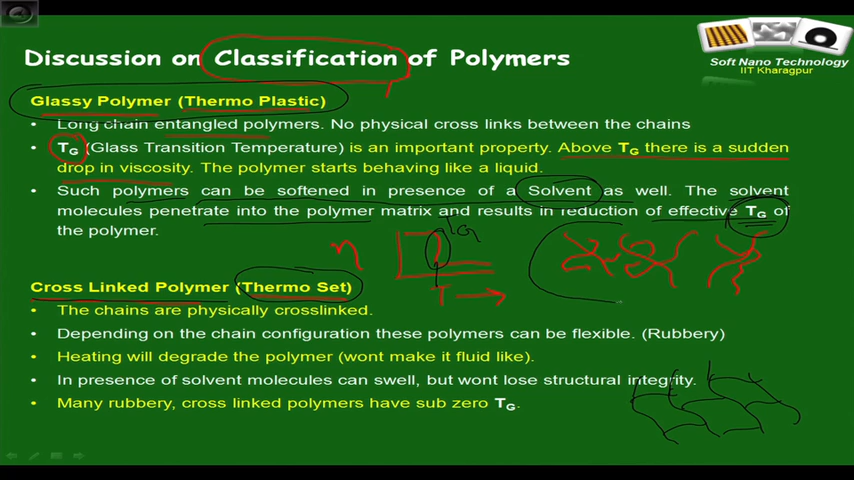 Discussion on Classification of Polymers
Soft Nano Technology
IIT Kharagpur
Glassy Polymer (Thermo Plastic)
• Long chain entangled polymers. No physical cross links between the chains
• TG (Glass Transition Temperature) is an important property. Above TG there is a sudden
drop in viscosity. The polymer starts behaving like a liquid.
• Such polymers can be softened in presence of a Solvent as well. The solvent
molecules penetrate into the polymer matrix and results in reduction of effective TG of
the polymer.
η
TG
T
Cross Linked Polymer (Thermo Set)
• The chains are physically crosslinked.
• Depending on the chain configuration these polymers can be flexible. (Rubbery)
• Heating will degrade the polymer (wont make it fluid like).
• In presence of solvent molecules can swell, but wont lose structural integrity.
• Many rubbery, cross linked polymers have sub zero TG.